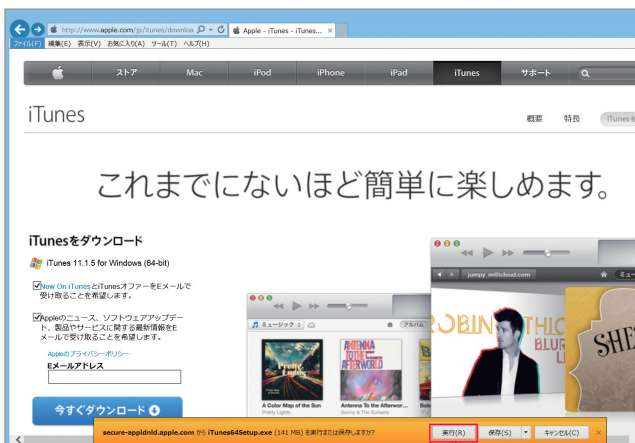 http://www.apple.com/jp/itunes/downloa
Apple - iTunes - iTunes...
ファイル(F) 編集(E) 表示(V) お気に入り(A) ツール(T) ヘルプ(H)
ストア Mac iPod iPhone iPad iTunes サポート
iTunes
概要 特長 iTunesを
これまでにないほど簡単に楽しめます。
iTunesをダウンロード
iTunes 11.1.5 for Windows (64-bit)
New On iTunesとiTunesオファーをEメールで
受け取ることを希望します。
Appleのニュース、ソフトウェアアップデー
ト、製品やサービスに関する最新情報をE
メールで受け取ることを希望します。
Appleのプライバシーポリシー
Eメールアドレス
今すぐダウンロード
ミュージック
アルバム
ANTENNA
TO THE
AFTERWORLD
A Color Map of the Sun
Pretty Lights
Antenna to the Afterwor...
Sonny & The Sunsets
jumpy_mill@icloud.com
ミュー
ROBIN THIC
BLUR
SHE
secure-appldnld.apple.com から iTunes64Setup.exe (141 MB) を実行または保存しますか?
実行(R) 保存(S) キャンセル(C)